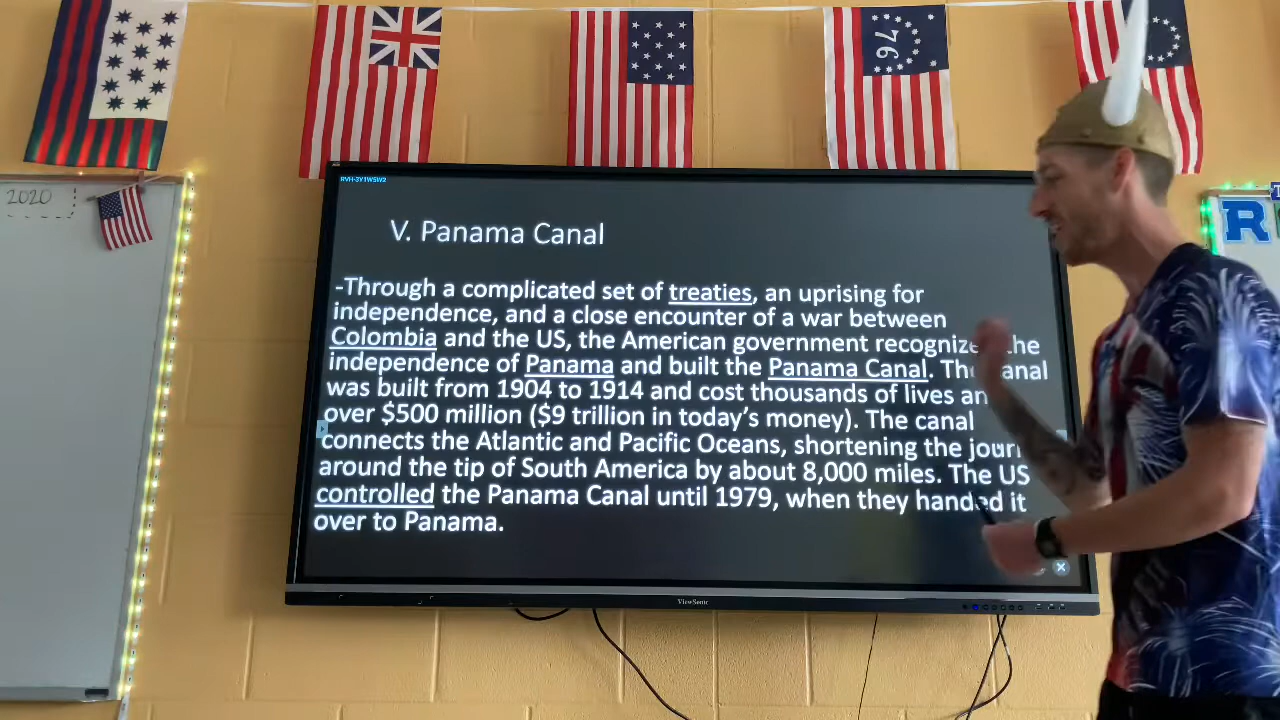 2020
76
RVH-3Y1W5W2
R
V. Panama Canal
-Through a complicated set of treaties, an uprising for
independence, and a close encounter of a war between
Colombia and the US, the American government the
independence of Panama and built the Panama Canal.
was built from 1904 to 1914 and cost thousands of lives
over $500 million ($9 trillion in today's money). The canal
connects the Atlantic and Pacific Oceans, shortening the
around the tip of South America by about 8,000 miles. The US
controlled the Panama Canal until 1979, when they handed it
over to Panama.
ViewSonic